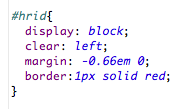 #hrid{
display: block;
clear: left;
margin: -0.66em 0;
border:1px solid red;
}